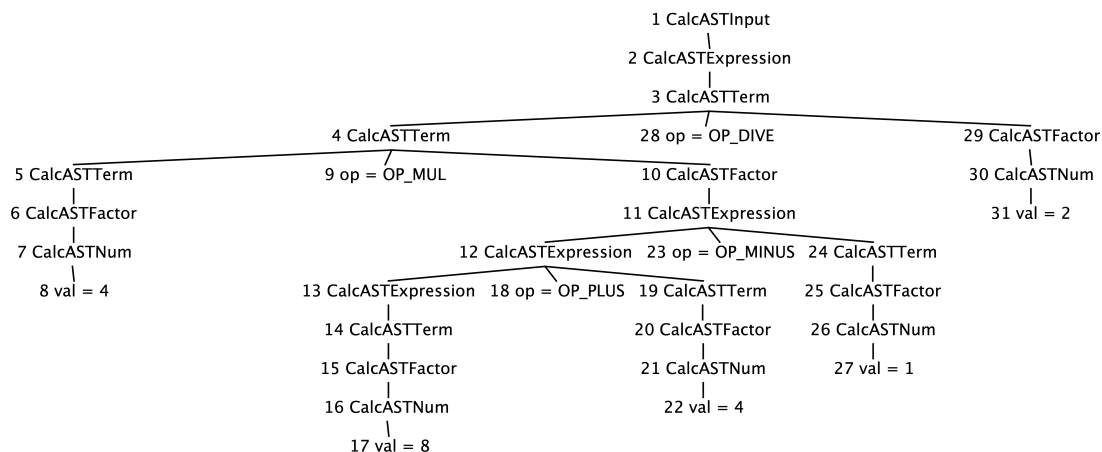 1 CalcASTInput
2 CalcASTExpression
3 CalcASTTerm
4 CalcASTTerm 28 op = OP_DIVE 29 CalcASTFactor
5 CalcASTTerm 9 op = OP_MUL 10 CalcASTFactor 30 CalcASTNum
6 CalcASTFactor 11 CalcASTExpression 31 val = 2
7 CalcASTNum 12 CalcASTExpression 23 op = OP_MINUS 24 CalcASTTerm
8 val = 4 13 CalcASTExpression 18 op = OP_PLUS 19 CalcASTTerm 25 CalcASTFactor
14 CalcASTTerm 20 CalcASTFactor 26 CalcASTNum
15 CalcASTFactor 21 CalcASTNum 27 val = 1
16 CalcASTNum 22 val = 4
17 val = 8